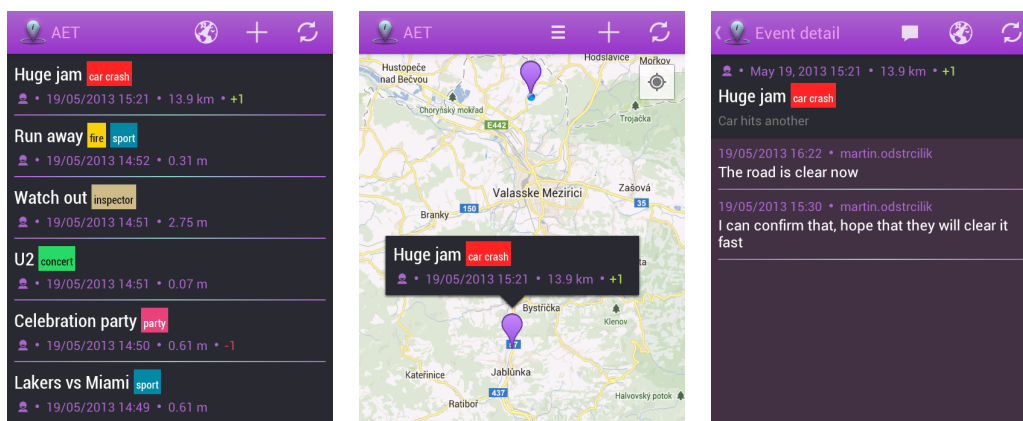 AET
Huge jam car crash
• 19/05/2013 15:21 • 13.9 km • +1
Run away fire sport
• 19/05/2013 14:52 • 0.31 m
Watch out inspector
• 19/05/2013 14:51 • 2.75 m
U2 concert
• 19/05/2013 14:51 • 0.07 m
Celebration party party
• 19/05/2013 14:50 • 0.61 m • -1
Lakers vs Miami sport
• 19/05/2013 14:49 • 0.61 m
AET
Hustopeče
nad Bečvou
Hodslavice
Mořkov
Choryňský mokřad
Trojačka
E442
Valasske Mezirici
Zašová
35
150
Branky
Huge jam car crash
• 19/05/2013 15:21 • 13.9 km • +1
ta
Bystřička
Klenov
57
Kateřinice
Jablůnka
437
Ratiboř
Halvovský potok
Event detail
• May 19, 2013 15:21 • 13.9 km • +1
Huge jam car crash
Car hits another
19/05/2013 16:22 • martin.odstrcilik
The road is clear now
19/05/2013 15:30 • martin.odstrcilik
I can confirm that, hope that they will clear it
fast